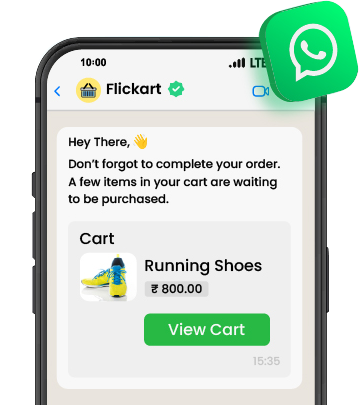 10:00
LTE
Flickart
Hey There, 👋
Don’t forgot to complete your order.
A few items in your cart are waiting
to be purchased.
Cart
Running Shoes
₹ 800.00
View Cart
15:35